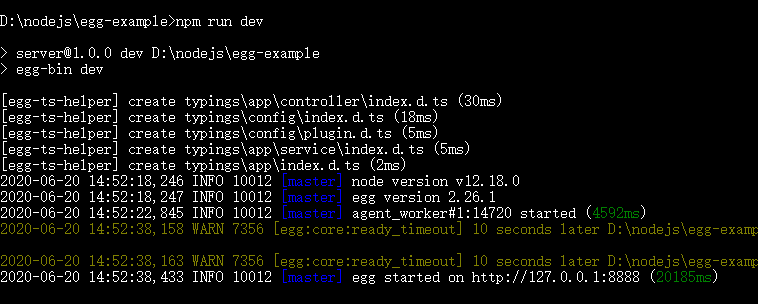 D:\nodejs\egg-example>npm run dev
> server@1.0.0 dev D:\nodejs\egg-example
> egg-bin dev
[egg-ts-helper] create typings\app\controller\index.d.ts (30ms)
[egg-ts-helper] create typings\config\index.d.ts (18ms)
[egg-ts-helper] create typings\config\plugin.d.ts (5ms)
[egg-ts-helper] create typings\app\service\index.d.ts (5ms)
[egg-ts-helper] create typings\app\index.d.ts (2ms)
2020-06-20 14:52:18,246 INFO 10012 [master] node version v12.18.0
2020-06-20 14:52:18,247 INFO 10012 [master] egg version 2.26.1
2020-06-20 14:52:22,845 INFO 10012 [master] agent_worker#1:14720 started (4592ms)
2020-06-20 14:52:38,158 WARN 7356 [egg:core:ready_timeout] 10 seconds later D:\nodejs\egg-examp
2020-06-20 14:52:38,163 WARN 7356 [egg:core:ready_timeout] 10 seconds later D:\nodejs\egg-examp
2020-06-20 14:52:38,433 INFO 10012 [master] egg started on http://127.0.0.1:8888 (20185ms)